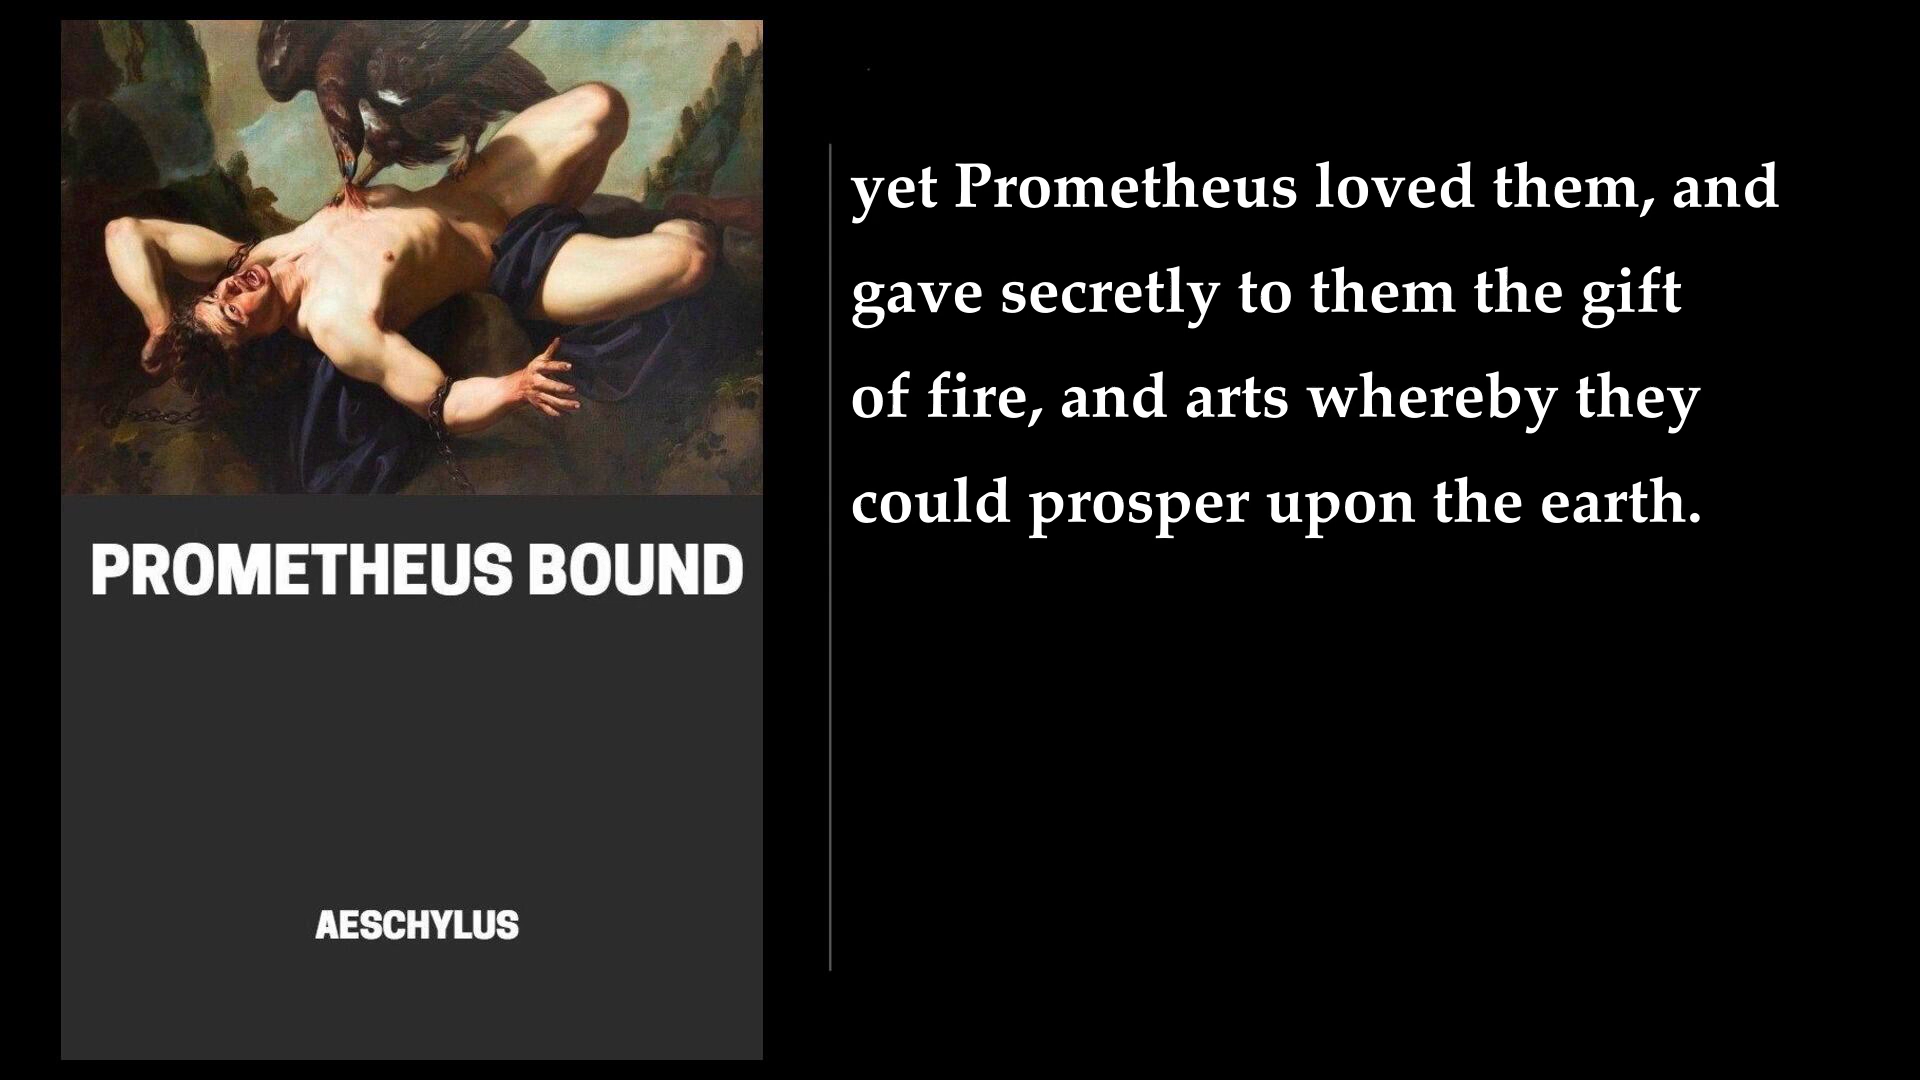 PROMETHEUS BOUND
AESCHYLUS
yet Prometheus loved them, and
gave secretly to them the gift
of fire, and arts whereby they
could prosper upon the earth.